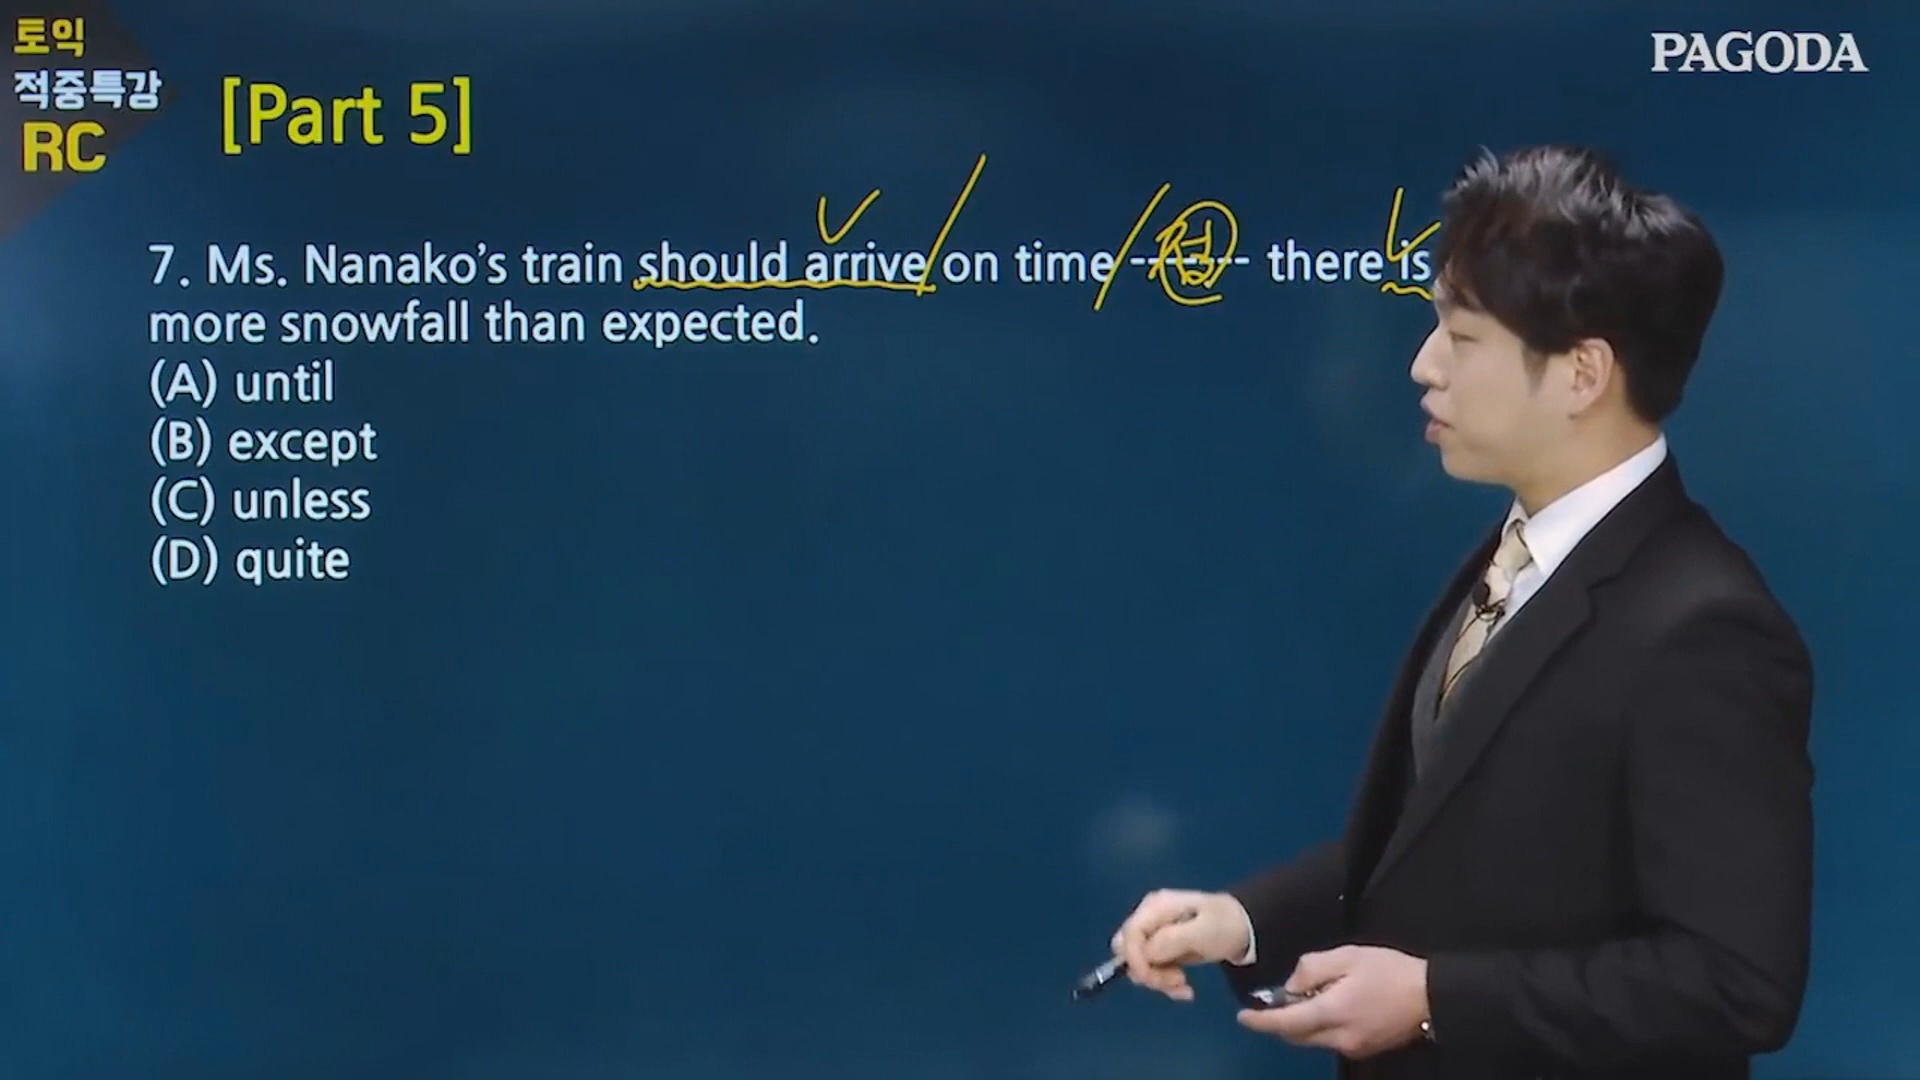 토익
적중특강
RC
PAGODA
[Part 5]
7. Ms. Nanako’s train should arrive on time ------ there is
more snowfall than expected.
(A) until
(B) except
(C) unless
(D) quite